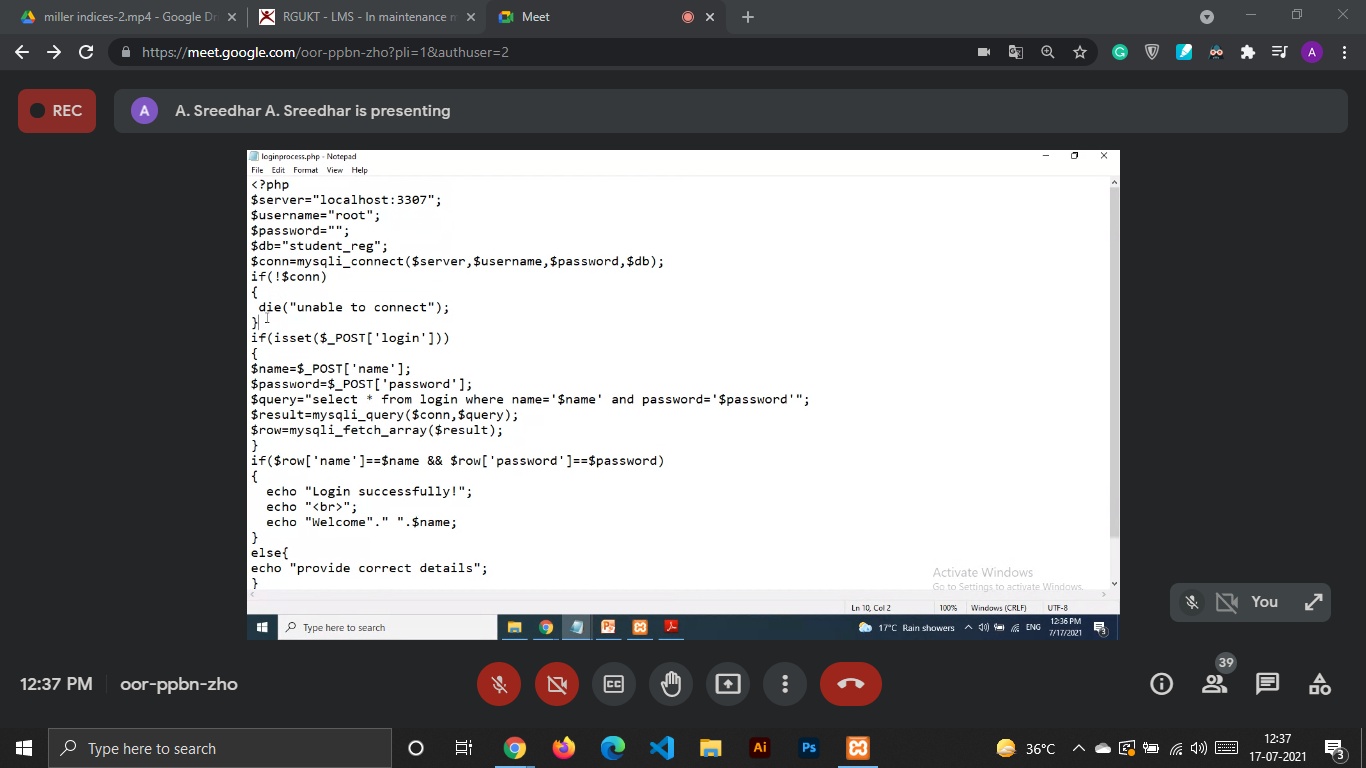 miller indices-2.mp4 - Google Dr
RGUKT - LMS - In maintenance m
Meet
https://meet.google.com/oor-ppbn-zho?pli=1&authuser=2
A
REC
A
A. Sreedhar A. Sreedhar is presenting
loginprocess.php - Notepad
File Edit Format View Help
<?php
$server="localhost:3307";
$username="root";
$password="";
$db="student_reg";
$conn=mysqli_connect($server,$username,$password,$db);
if(!$conn)
{
die("unable to connect");
}
if(isset($_POST['login']))
{
$name=$_POST['name'];
$password=$_POST['password'];
$query="select * from login where name='$name' and password='$password'";
$result=mysqli_query($conn,$query);
$row=mysqli_fetch_array($result);
}
if($row['name']==$name && $row['password']==$password)
{
echo "Login successfully!";
echo "<br>";
echo "Welcome"." ".$name;
}
else{
echo "provide correct details";
}
Activate Windows
Go to Settings to activate Windows.
Ln 10, Col 2 100% Windows (CRLF) UTF-8
Type here to search
17°C Rain showers
ENG
12:36 PM
7/17/2021
3
You
12:37 PM
oor-ppbn-zho
39
Type here to search
Ai
Ps
36°C
12:37
17-07-2021
3